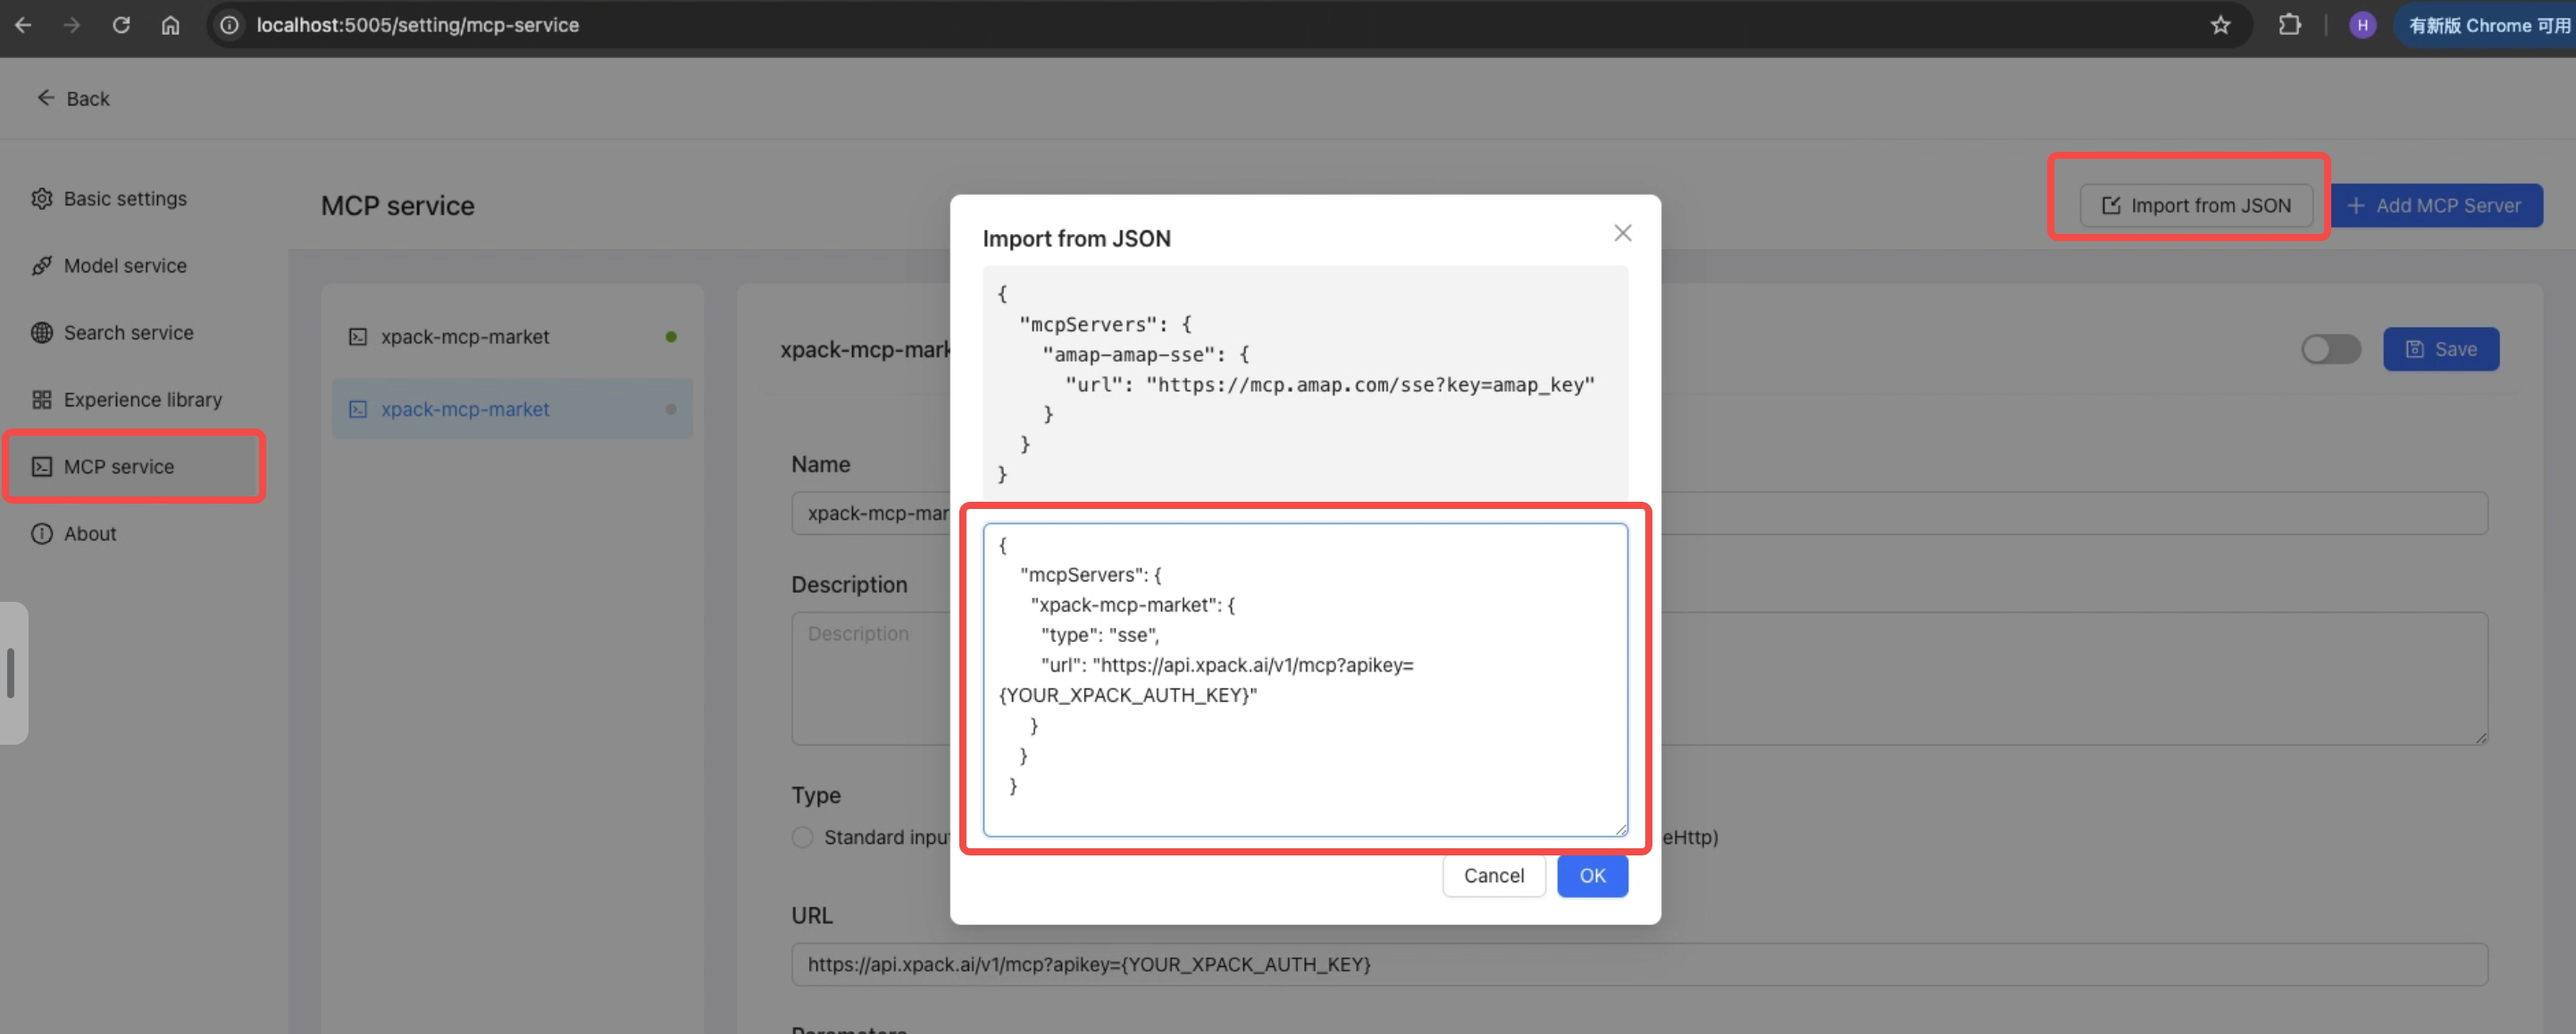 localhost:5005/setting/mcp-service
H
有新版 Chrome 可用
Back
Basic settings
Model service
Search service
Experience library
MCP service
About
MCP service
Import from JSON
Add MCP Server
xpack-mcp-market
xpack-mcp-market
xpack-mcp-mark
Save
Name
xpack-mcp-mar
Description
Description
Type
Standard inpu
eHttp)
URL
https://api.xpack.ai/v1/mcp?apikey={YOUR_XPACK_AUTH_KEY}
Import from JSON
{
"mcpServers": {
"amap-amap-sse": {
"url": "https://mcp.amap.com/sse?key=amap_key"
}
}
}
{
"mcpServers": {
"xpack-mcp-market": {
"type": "sse",
"url": "https://api.xpack.ai/v1/mcp?apikey=
{YOUR_XPACK_AUTH_KEY}"
}
}
}
Cancel
OK